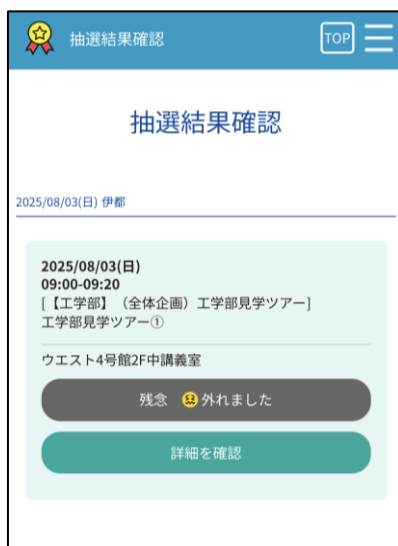 抽選結果確認
TOP
抽選結果確認
2025/08/03(日) 伊都
2025/08/03(日)
09:00-09:20
[【工学部】（全体企画）工学部見学ツアー]
工学部見学ツアー①
ウエスト4号館2F中講義室
残念 😣外れました
詳細を確認